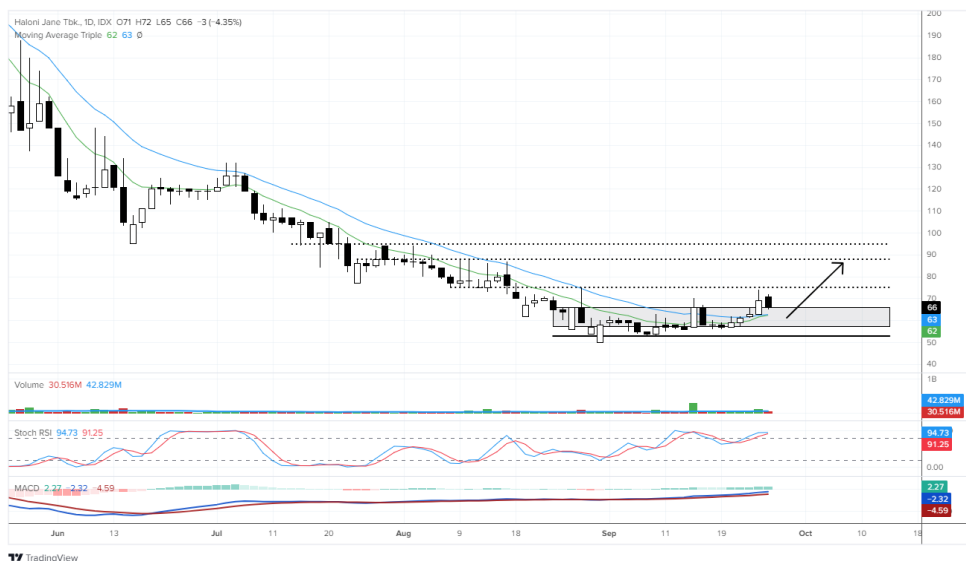 Haloni Jane Tbk., 1D, IDX O71 H72 L65 C66 −3 (−4.35%)
Moving Average Triple 62 63 Ø
200
190
180
170
160
150
140
130
120
110
100
90
80
70
66
63
62
50
40
Volume 30.516M 42.829M
1B
42.829M
30.516M
Stoch RSI 94.73 91.25
94.73
91.25
0.00
MACD 2.27 −2.32 −4.59
2.27
−2.32
−4.59
Jun 13 Jul 11 20 Aug 9 18 Sep 19 Oct 10 18
TradingView